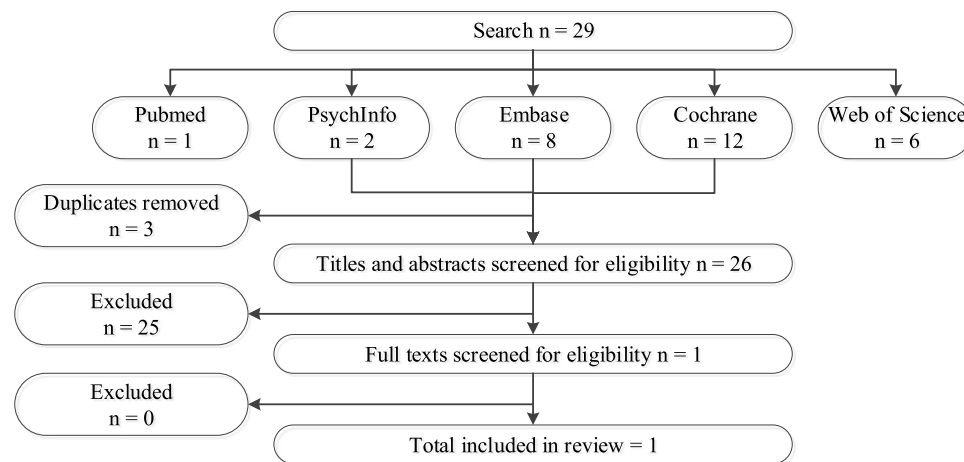 Search n = 29
Pubmed
n = 1
PsychInfo
n = 2
Embase
n = 8
Cochrane
n = 12
Web of Science
n = 6
Duplicates removed
n = 3
Titles and abstracts screened for eligibility n = 26
Excluded
n = 25
Full texts screened for eligibility n = 1
Excluded
n = 0
Total included in review = 1